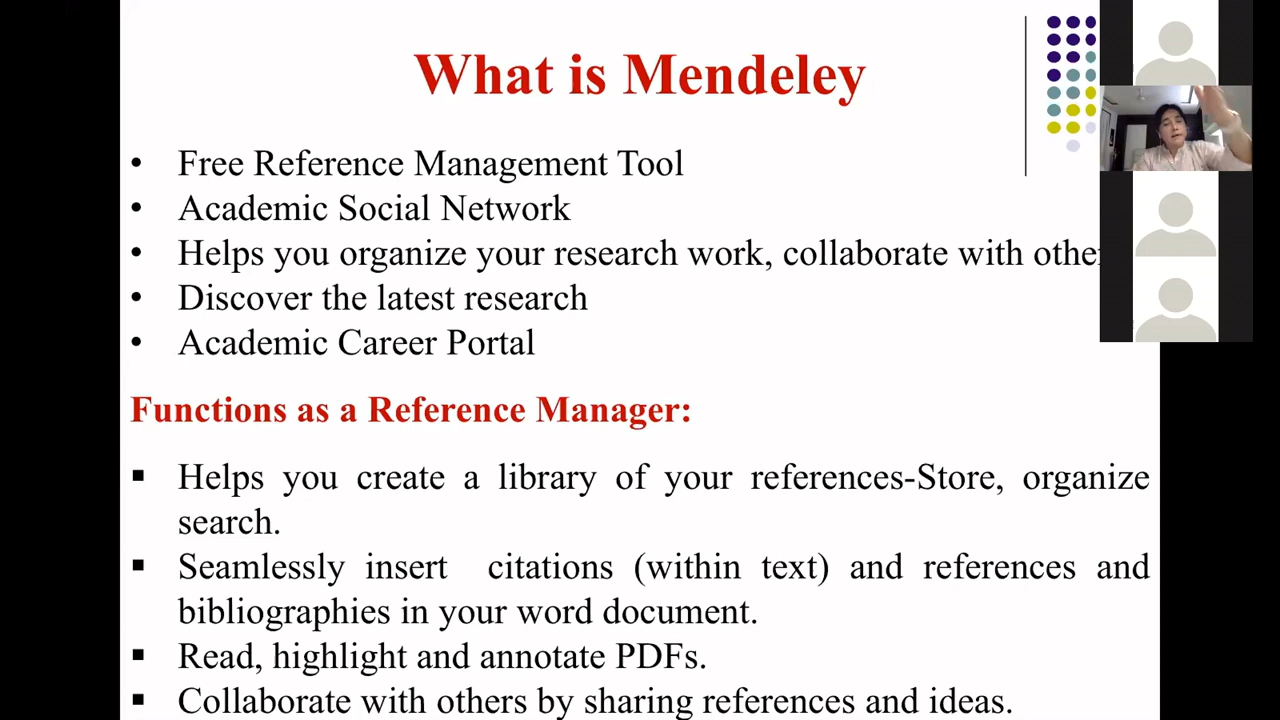 What is Mendeley
• Free Reference Management Tool
• Academic Social Network
• Helps you organize your research work, collaborate with other
• Discover the latest research
• Academic Career Portal
Functions as a Reference Manager:
▪ Helps you create a library of your references-Store, organize
search.
▪ Seamlessly insert citations (within text) and references and
bibliographies in your word document.
▪ Read, highlight and annotate PDFs.
▪ Collaborate with others by sharing references and ideas.